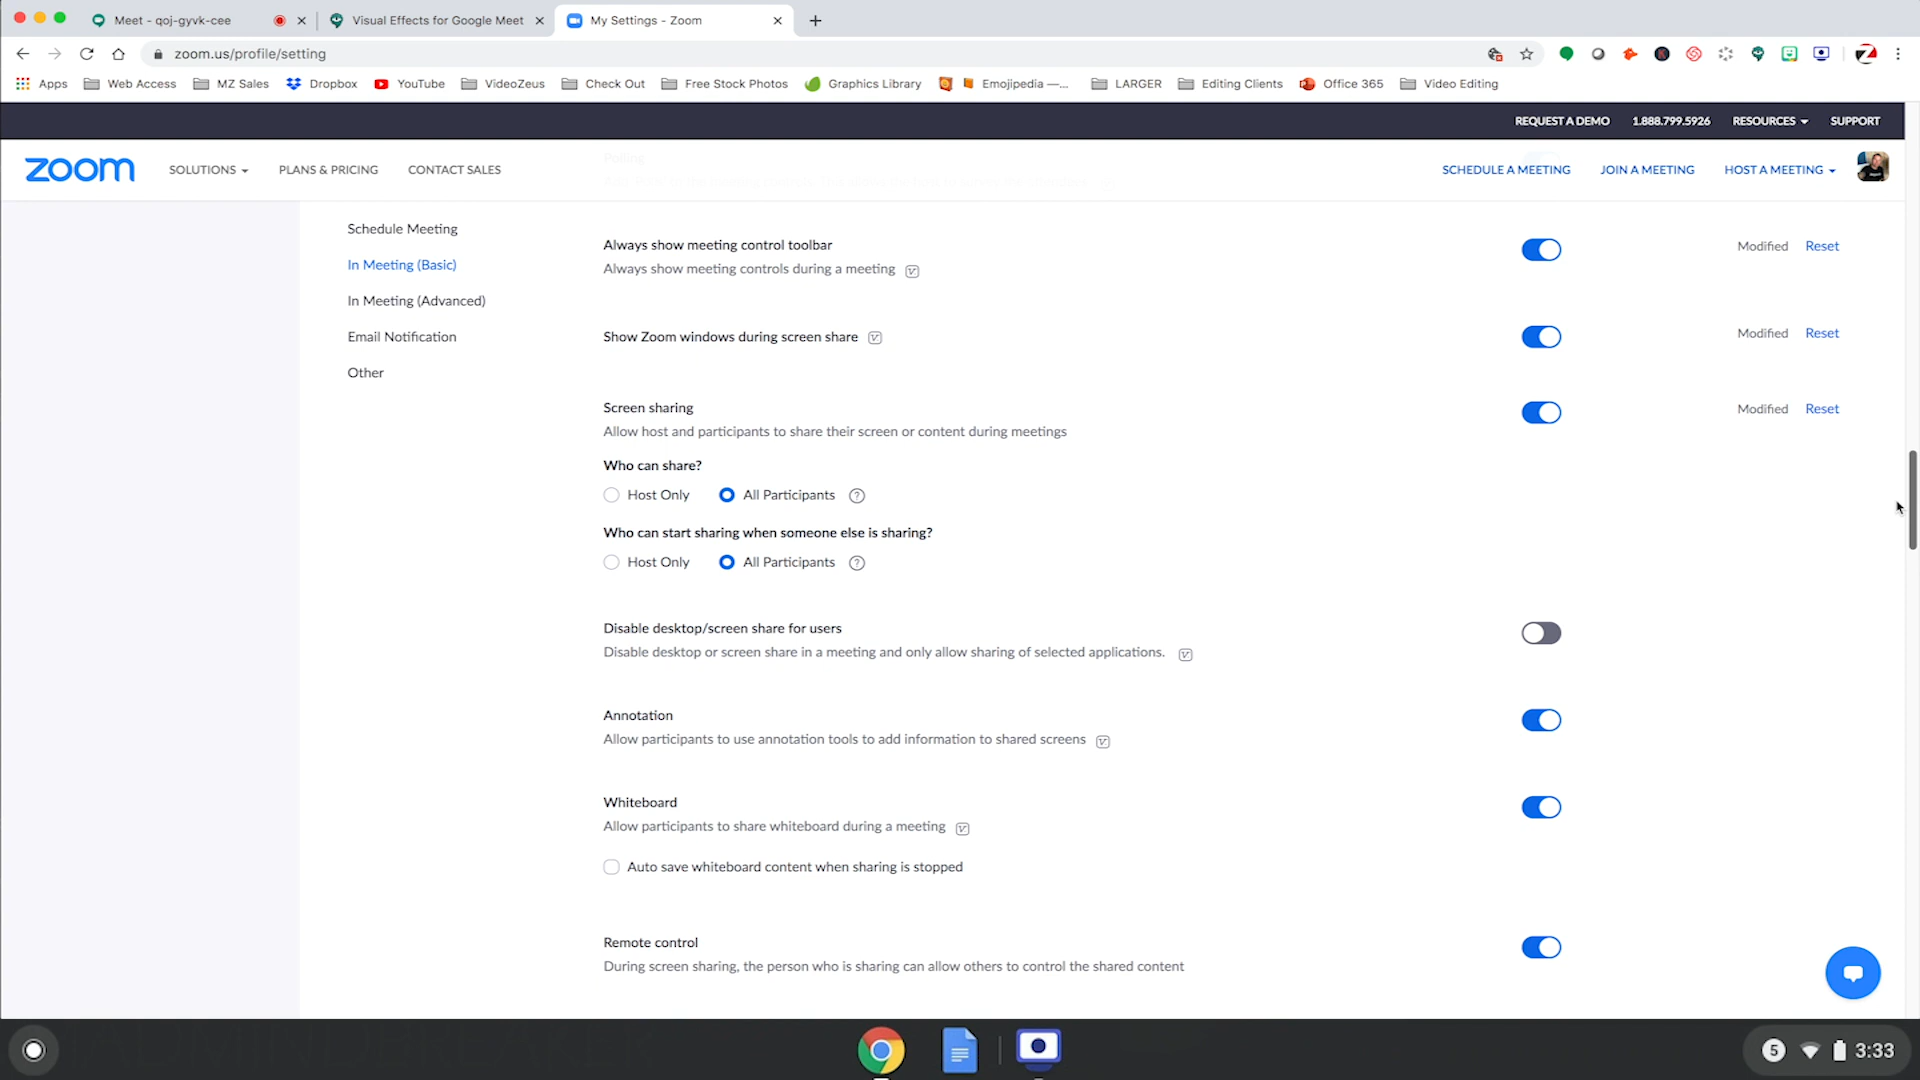 Meet - qoj-gyvk-cee
Visual Effects for Google Meet
My Settings - Zoom
zoom.us/profile/setting
Apps
Web Access
MZ Sales
Dropbox
YouTube
VideoZeus
Check Out
Free Stock Photos
Graphics Library
Emojipedia —...
LARGER
Editing Clients
Office 365
Video Editing
REQUEST A DEMO
1.888.799.5926
RESOURCES
SUPPORT
zoom
SOLUTIONS
PLANS & PRICING
CONTACT SALES
Polling
SCHEDULE A MEETING
JOIN A MEETING
HOST A MEETING
Schedule Meeting
In Meeting (Basic)
In Meeting (Advanced)
Email Notification
Other
Always show meeting control toolbar
Always show meeting controls during a meeting
Modified Reset
Show Zoom windows during screen share
Modified Reset
Screen sharing
Modified Reset
Allow host and participants to share their screen or content during meetings
Who can share?
Host Only
All Participants
Who can start sharing when someone else is sharing?
Host Only
All Participants
Disable desktop/screen share for users
Disable desktop or screen share in a meeting and only allow sharing of selected applications.
Annotation
Allow participants to use annotation tools to add information to shared screens
Whiteboard
Allow participants to share whiteboard during a meeting
Auto save whiteboard content when sharing is stopped
Remote control
During screen sharing, the person who is sharing can allow others to control the shared content
5
3:33